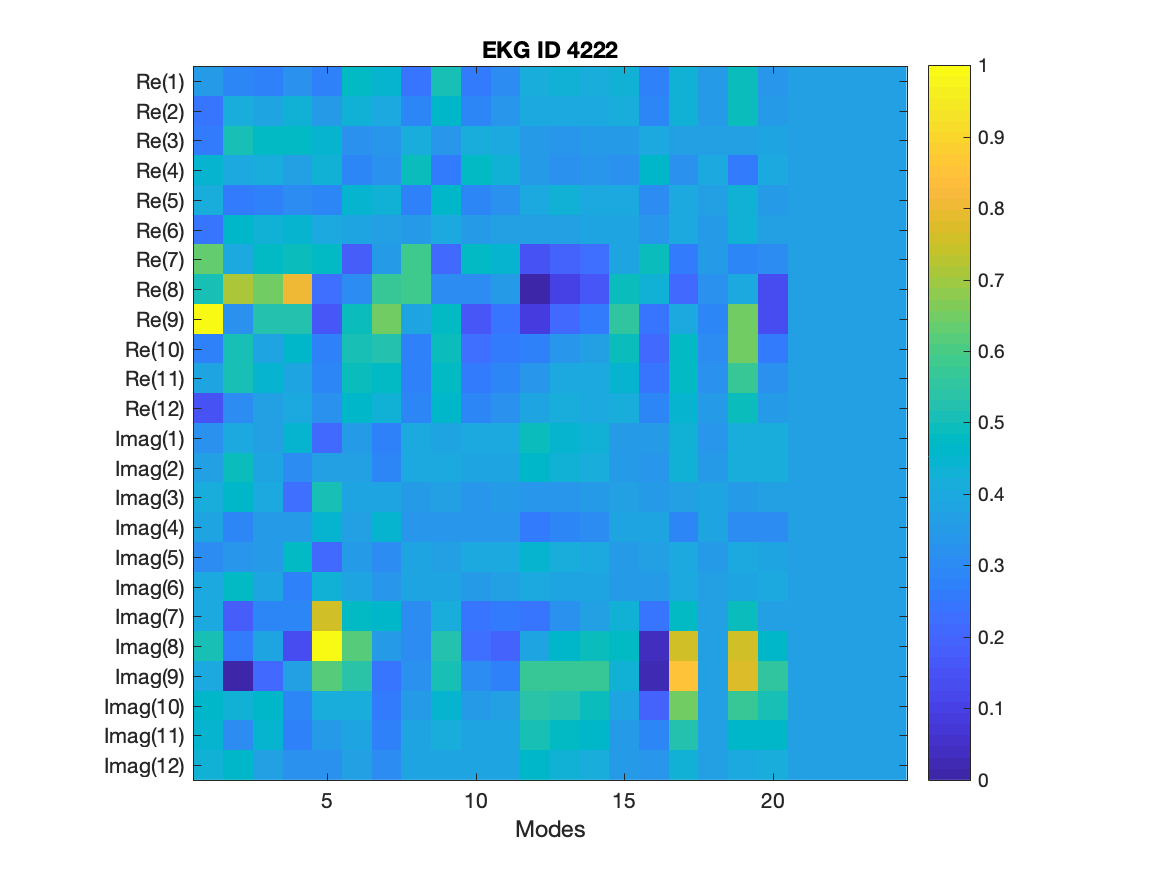 EKG ID 4222
Re(1)
Re(2)
Re(3)
Re(4)
Re(5)
Re(6)
Re(7)
Re(8)
Re(9)
Re(10)
Re(11)
Re(12)
Imag(1)
Imag(2)
Imag(3)
Imag(4)
Imag(5)
Imag(6)
Imag(7)
Imag(8)
Imag(9)
Imag(10)
Imag(11)
Imag(12)
5 10 15 20
Modes
1
0.9
0.8
0.7
0.6
0.5
0.4
0.3
0.2
0.1
0